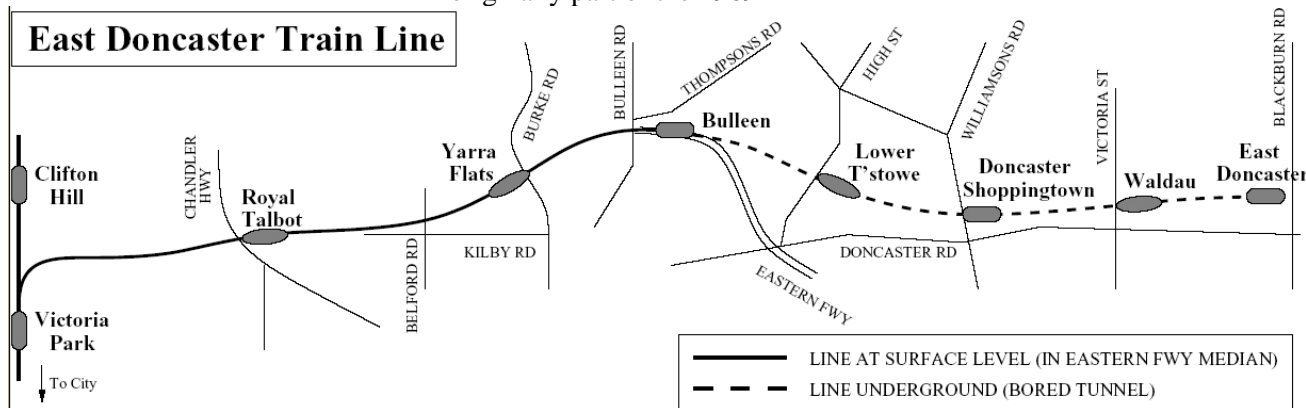 East Doncaster Train Line
BULLEEN RD
THOMPSONS RD
HIGH ST
WILLIAMSONS RD
BLACKBURN RD
BURKE RD
VICTORIA ST
Bulleen
Clifton
Hill
CHANDLER
HWY
Royal
Talbot
Yarra
Flats
Lower
T'stowe
Doncaster
Shoppingtown
Waldau
East
Doncaster
BELFORD RD
KILBY RD
DONCASTER RD
EASTERN FWY
Victoria
Park
To City
LINE AT SURFACE LEVEL (IN EASTERN FWY MEDIAN)
LINE UNDERGROUND (BORED TUNNEL)